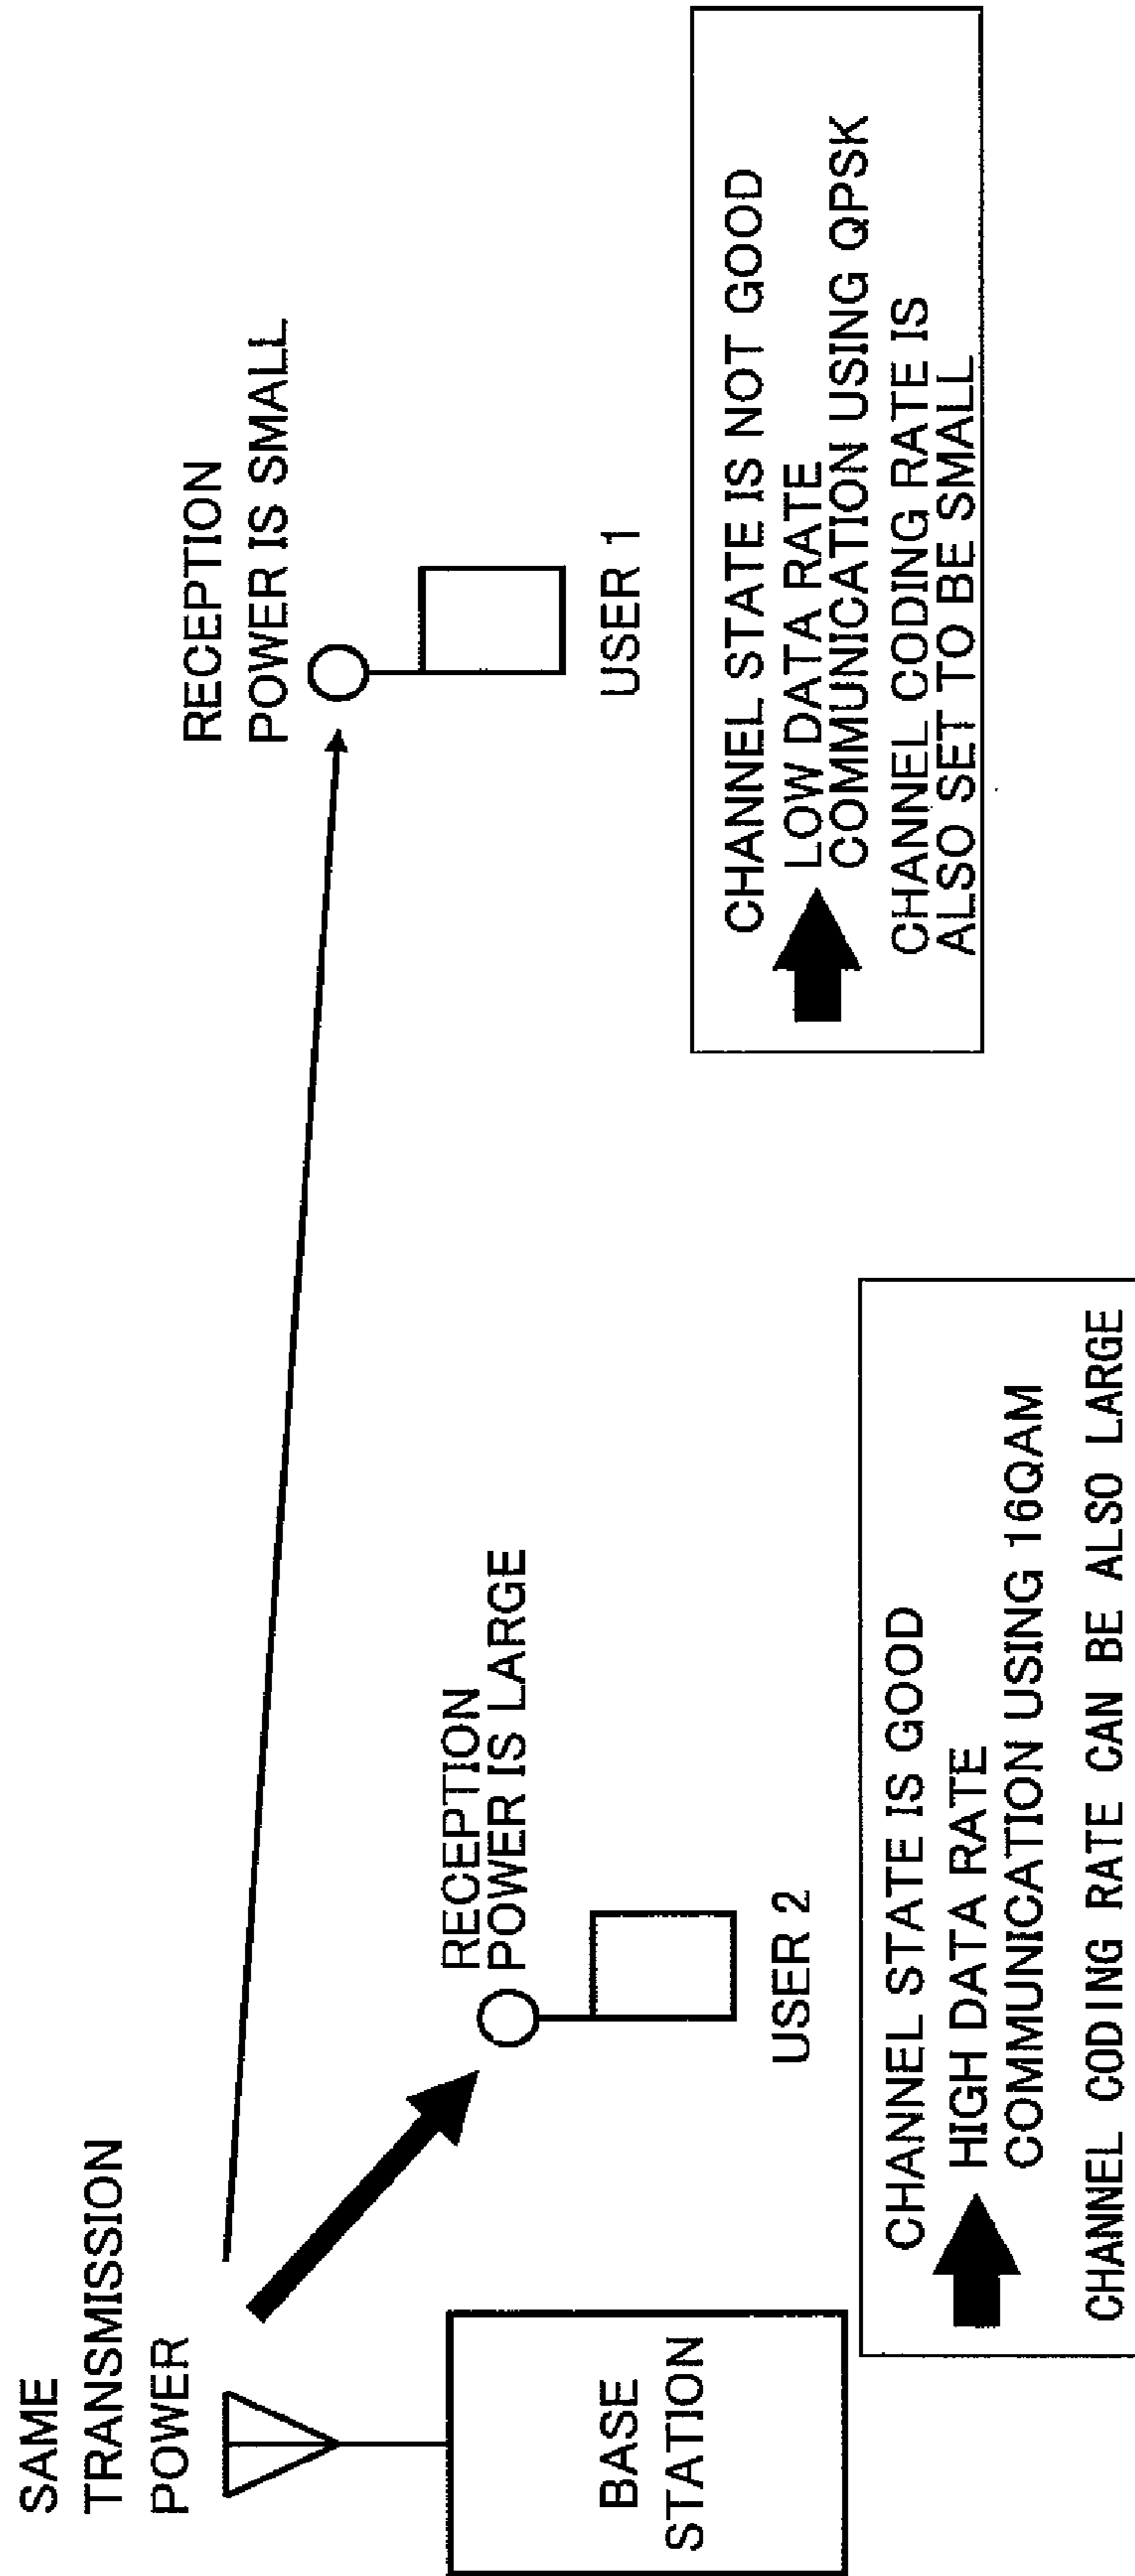 SAME
TRANSMISSION
POWER
BASE
STATION
RECEPTION
POWER IS LARGE
USER 2
CHANNEL STATE IS GOOD
HIGH DATA RATE
COMMUNICATION USING 16QAM
CHANNEL CODING RATE CAN BE ALSO LARGE
RECEPTION
POWER IS SMALL
USER 1
CHANNEL STATE IS NOT GOOD
LOW DATA RATE
COMMUNICATION USING QPSK
CHANNEL CODING RATE IS
ALSO SET TO BE SMALL